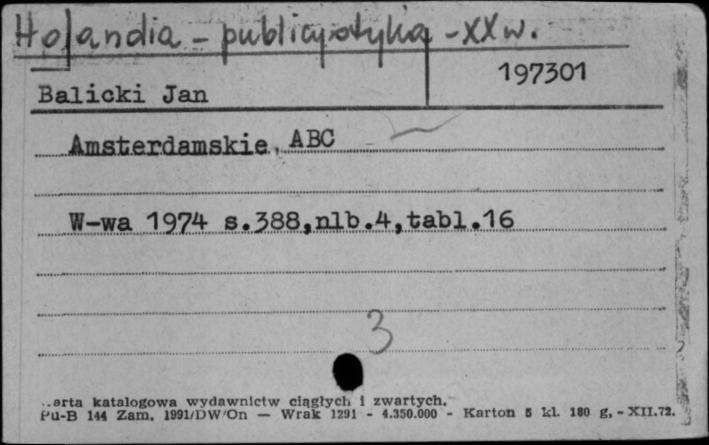 Holandia - publicystyka - XX w.
197301
Balicki Jan
Amsterdamskie ABC
W-wa 1974 s.388,nlb.4,tabl.16
3
arta katalogowa wydawnictw ciągłych i zwartych.
Pu-B 144 Zam. 1991/DW/On — Wrak 1291 - 4.350.000 - Karton 5 kl. 180 g, - XII.72.